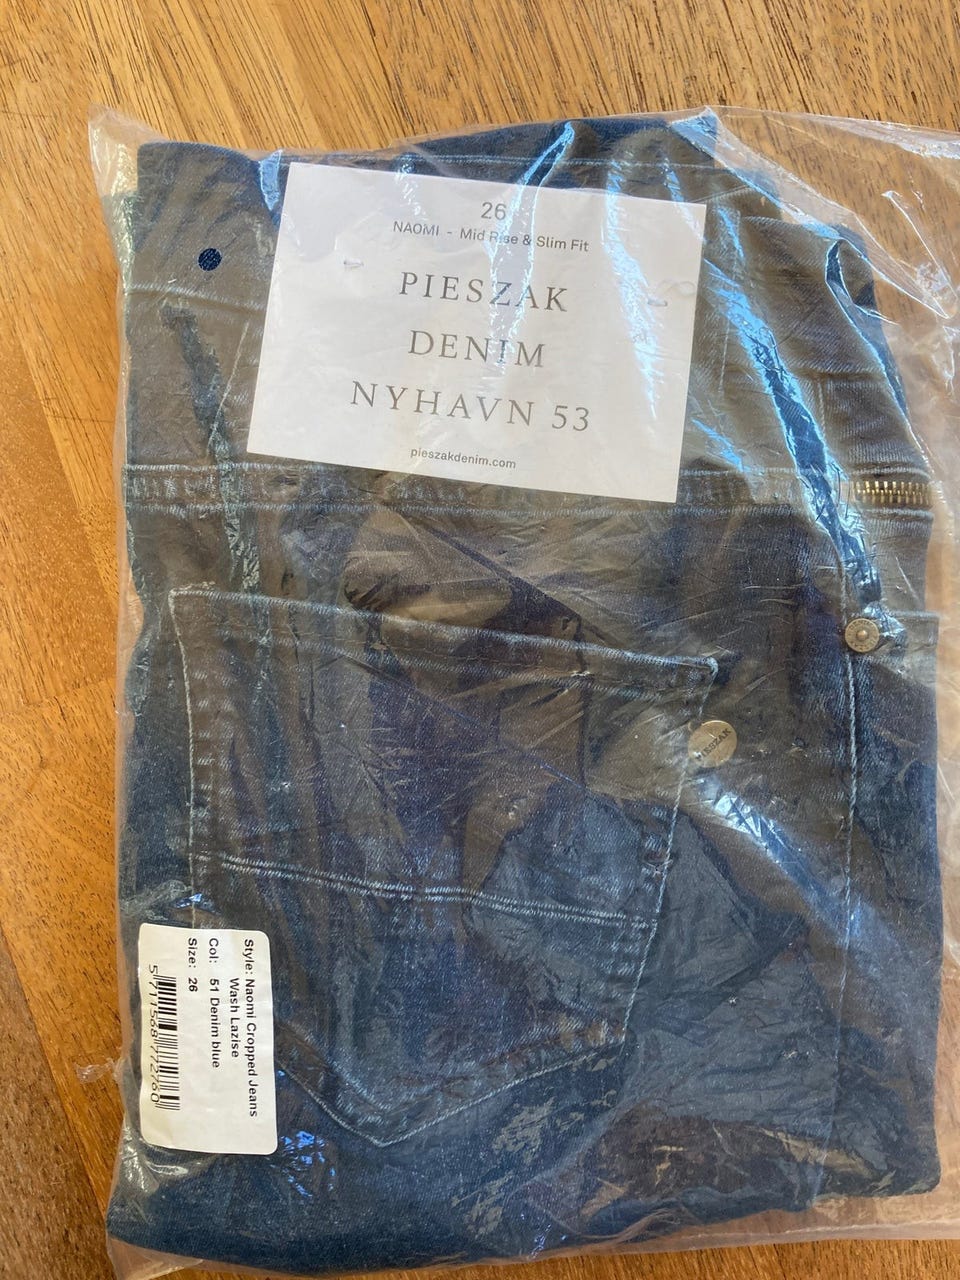 26
NAOMI - Mid Rise & Slim Fit
PIESZAK
DENIM
NYHAVN 53
pieszakdenim.com
PIESZAK
Style: Naomi Cropped Jeans
Wash Lazise
Col: 51 Denim blue
Size: 26
5711568772760